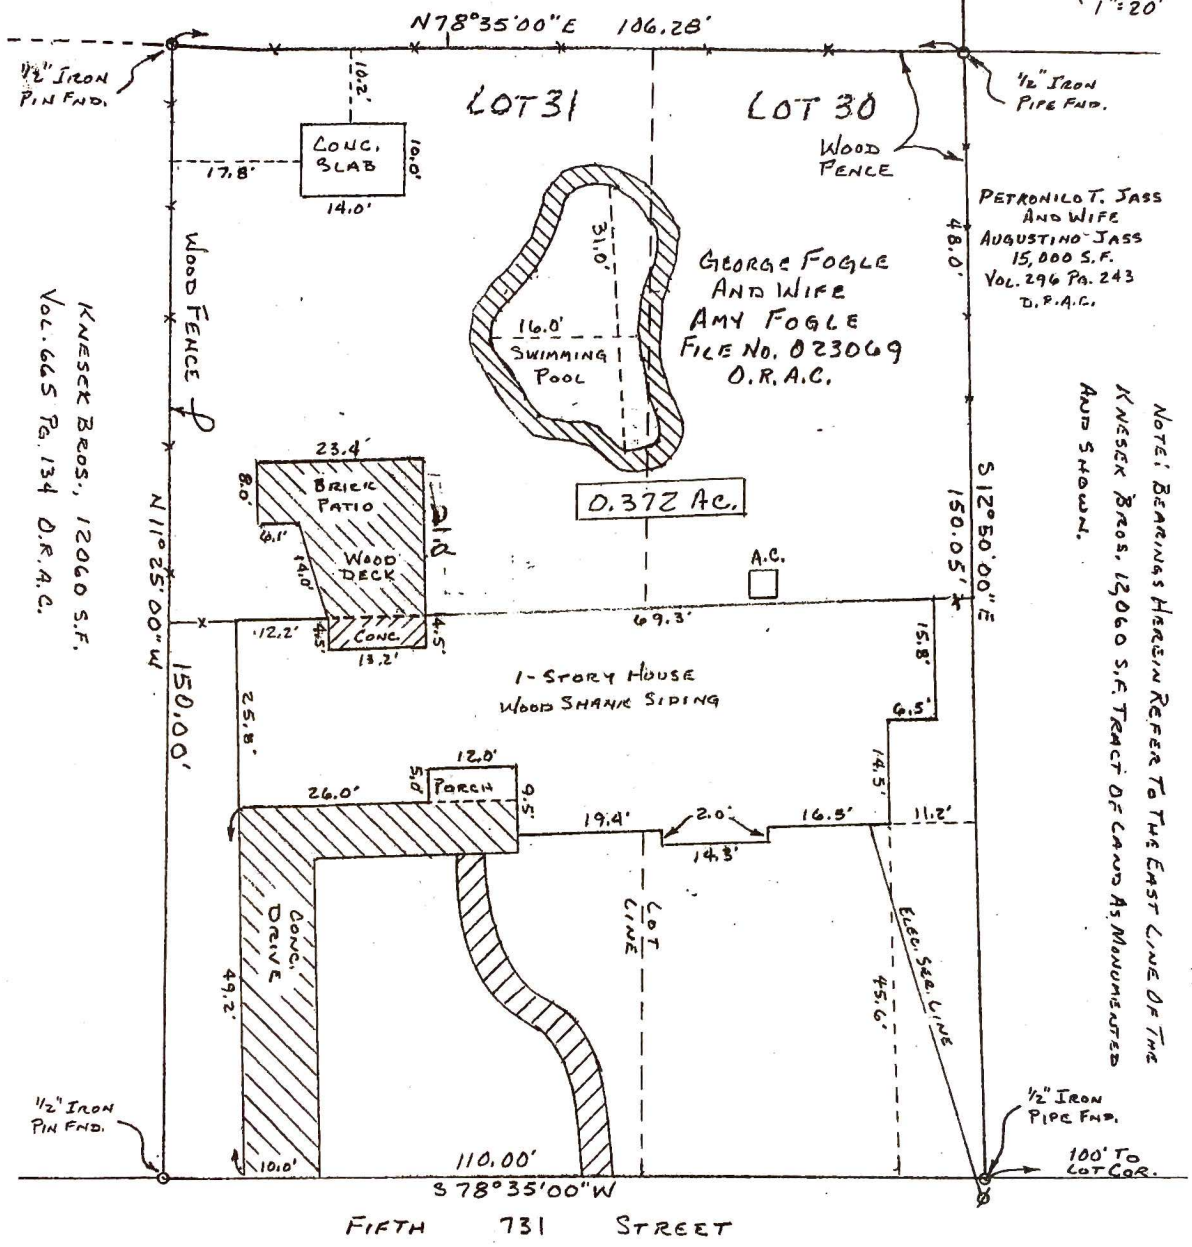 1"=20'
N78°35'00"E 106.28'
1/2" IRON
PIN FND.
1/2" IRON
PIPE FND.
10.2'
LOT 31
LOT 30
WOOD
FENCE
CONC.
SLAB
10.0'
17.8'
14.0'
PETRONILO T. JASS
AND WIFE
AUGUSTINO JASS
15,000 S.F.
VOL. 296 PG. 243
D.R.A.C.
48.0'
31.0'
GEORGE FOGLE
AND WIFE
AMY FOGLE
FILE NO. 023069
O.R.A.C.
WOOD FENCE
16.0'
SWIMMING
POOL
KNESEK BROS., 12060 S.F.
VOL. 665 PG. 134 O.R.A.C.
NOTE: BEARINGS HEREIN REFER TO THE EAST LINE OF THE
KNESEK BROS. 12,060 S.F. TRACT OF LAND AS MONUMENTED
AND SHOWN.
23.4'
8.0'
BRICK
PATIO
6.1'
14.0'
WOOD
DECK
0.372 AC.
S 12°50'00"E
150.05'
N 11°25'00"W
150.00'
A.C.
12.2'
4.5'
CONC.
4.5'
13.2'
69.3'
15.8'
1-STORY HOUSE
WOOD SHANK SIDING
6.5'
25.8'
14.5'
12.0'
5.0'
PORCH
9.5'
26.0'
19.4'
2.0'
14.3'
16.5'
11.2'
LOT
LINE
CONC.
DRIVE
49.2'
ELEC. SER. LINE
45.6'
1/2" IRON
PIN FND.
1/2" IRON
PIPE FND.
10.0'
110.00'
100' TO
LOT COR.
S 78°35'00"W
FIFTH 731 STREET